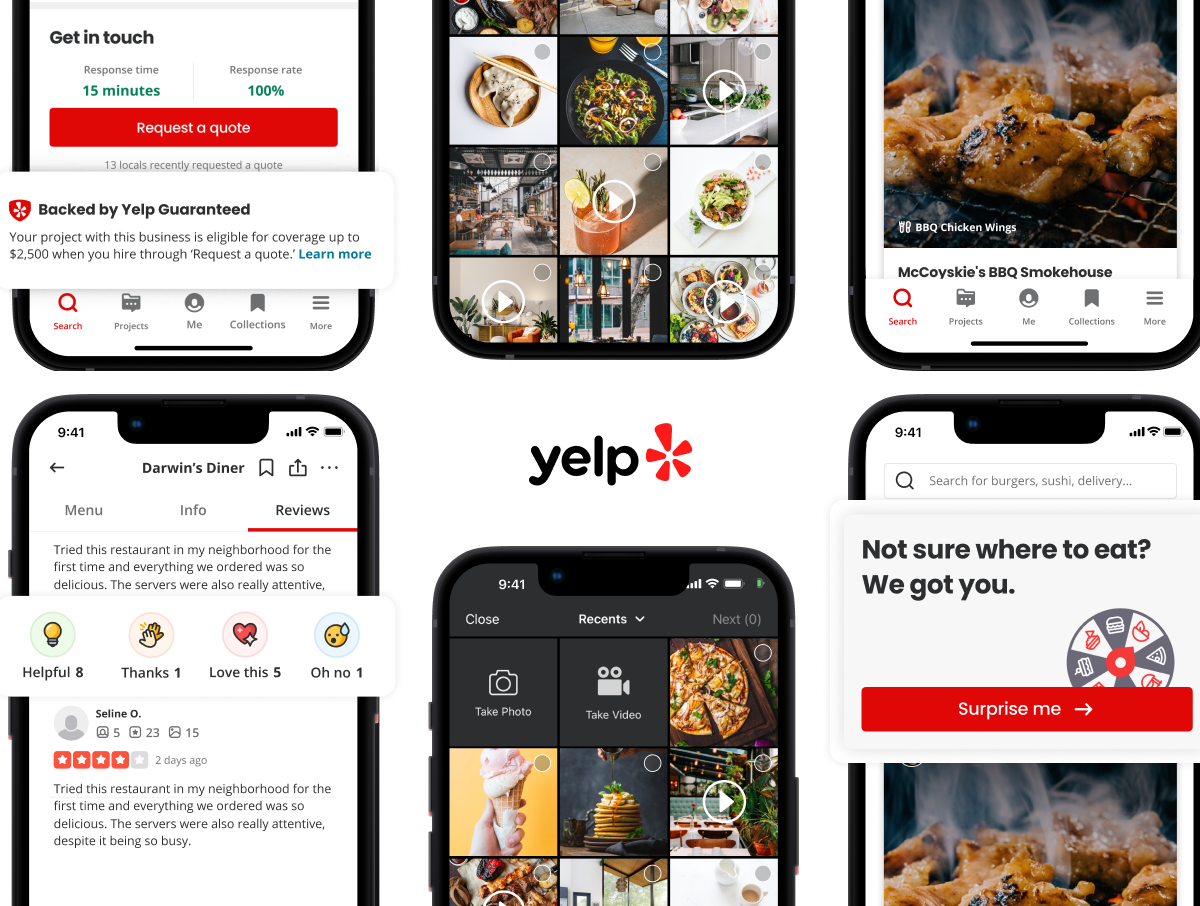 Get in touch
Response time
Response rate
15 minutes
100%
Request a quote
13 locals recently requested a quote
Backed by Yelp Guaranteed
Your project with this business is eligible for coverage up to
$2,500 when you hire through ‘Request a quote.’ Learn more
Search
Projects
Me
Collections
More
BBQ Chicken Wings
McCoyskie's BBQ Smokehouse
Search
Projects
Me
Collections
More
9:41
Darwin’s Diner
Menu
Info
Reviews
Tried this restaurant in my neighborhood for the
first time and everything we ordered was so
delicious. The servers were also really attentive,
Helpful 8
Thanks 1
Love this 5
Oh no 1
Seline O.
5
23
15
2 days ago
Tried this restaurant in my neighborhood for the
first time and everything we ordered was so
delicious. The servers were also really attentive,
despite it being so busy.
yelp
9:41
Close
Recents
Next (0)
Take Photo
Take Video
9:41
Search for burgers, sushi, delivery...
Not sure where to eat?
We got you.
Surprise me